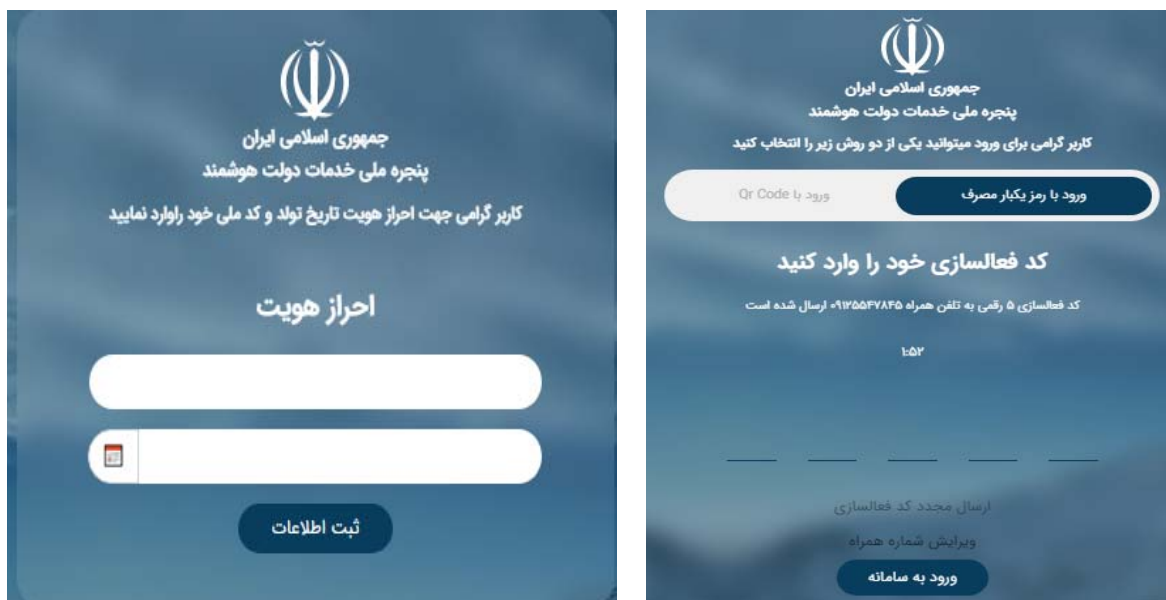 جمهوری اسلامی ایران
پنجره ملی خدمات دولت هوشمند
کاربر گرامی برای ورود میتوانید یکی از دو روش زیر را انتخاب کنید
ورود با رمز یکبار مصرف
ورود با Qr Code
کد فعالسازی خود را وارد کنید
کد فعالسازی ۵ رقمی به تلفن همراه ۰۹۱۲۵۵۴۷۸۴۵ ارسال شده است
۱:۵۲
ارسال مجدد کد فعالسازی
ویرایش شماره همراه
ورود به سامانه
جمهوری اسلامی ایران
پنجره ملی خدمات دولت هوشمند
کاربر گرامی جهت احراز هویت تاریخ تولد و کد ملی خود راوارد نمایید
احراز هویت
ثبت اطلاعات